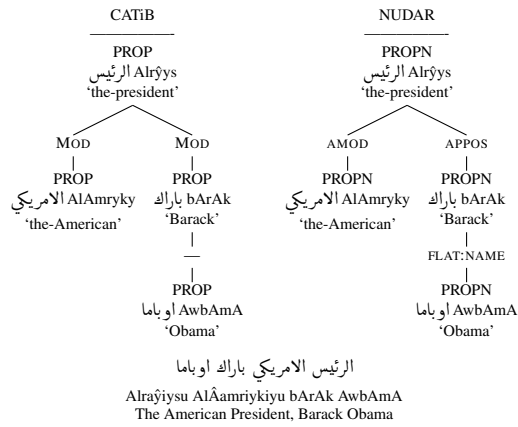 CATiB NUDAR
PROP PROPN
الرئيس Alrŷys الرئيس Alrŷys
‘the-president’ ‘the-president’
MOD MOD AMOD APPOS
PROP PROP PROPN PROPN
الامريكي AlAmryky باراك bArAk الامريكي AlAmryky باراك bArAk
‘the-American’ ‘Barack’ ‘the-American’ ‘Barack’
— FLAT:NAME
PROP PROPN
اوباما AwbAmA اوباما AwbAmA
‘Obama’ ‘Obama’
الرئيس الامريكي باراك اوباما
Alraŷiysu AlÂamriykiyu bArAk AwbAmA
The American President, Barack Obama